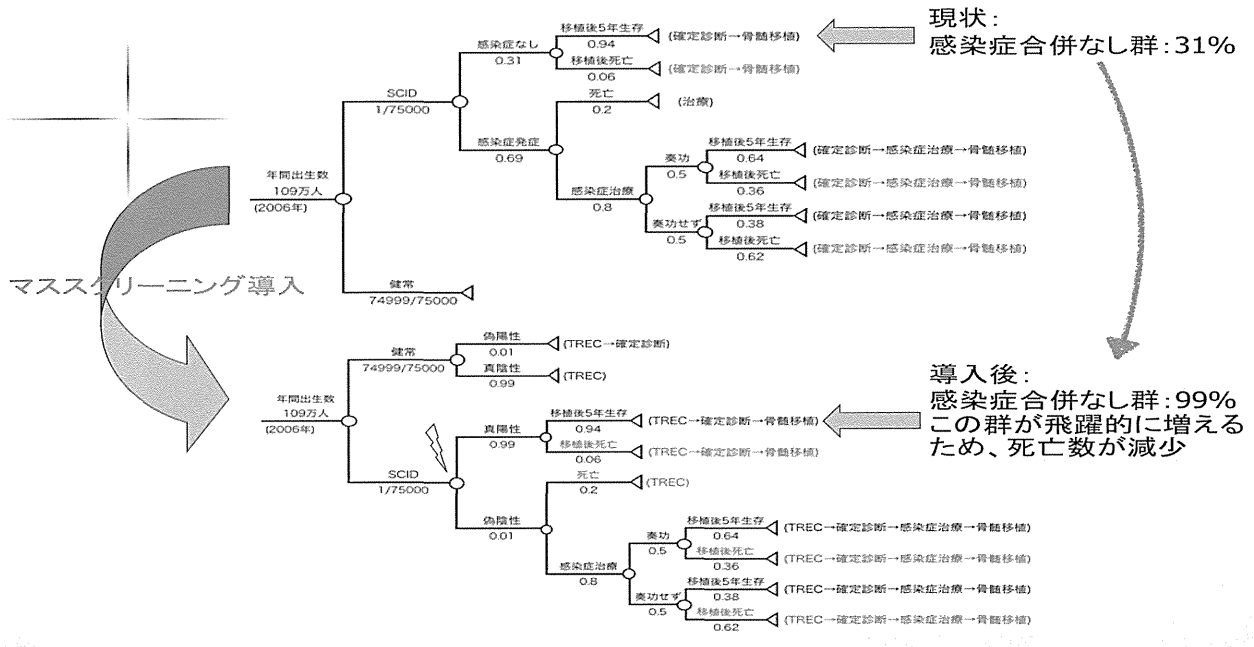 現状:
感染症合併なし群:31%
年間出生数
109万人
(2006年)
SCID
1/75000
感染症なし
0.31
移植後5年生存
0.94
(確定診断→骨髄移植)
移植後死亡
0.06
(確定診断→骨髄移植)
感染症発症
0.69
死亡
0.2
(治療)
感染症治療
0.8
奏功
0.5
移植後5年生存
0.64
(確定診断→感染症治療→骨髄移植)
移植後死亡
0.36
(確定診断→感染症治療→骨髄移植)
奏功せず
0.5
移植後5年生存
0.38
(確定診断→感染症治療→骨髄移植)
移植後死亡
0.62
(確定診断→感染症治療→骨髄移植)
健常
74999/75000
マススクリーニング導入
年間出生数
109万人
(2006年)
健常
74999/75000
偽陽性
0.01
(TREC→確定診断)
真陰性
0.99
(TREC)
SCID
1/75000
真陽性
0.99
移植後5年生存
0.94
(TREC→確定診断→骨髄移植)
移植後死亡
0.06
(TREC→確定診断→骨髄移植)
偽陰性
0.01
死亡
0.2
(TREC)
感染症治療
0.8
奏功
0.5
移植後5年生存
0.64
(TREC→確定診断→感染症治療→骨髄移植)
移植後死亡
0.36
(TREC→確定診断→感染症治療→骨髄移植)
奏功せず
0.5
移植後5年生存
0.38
(TREC→確定診断→感染症治療→骨髄移植)
移植後死亡
0.62
(TREC→確定診断→感染症治療→骨髄移植)
導入後:
感染症合併なし群:99%
この群が飛躍的に増える
ため、死亡数が減少